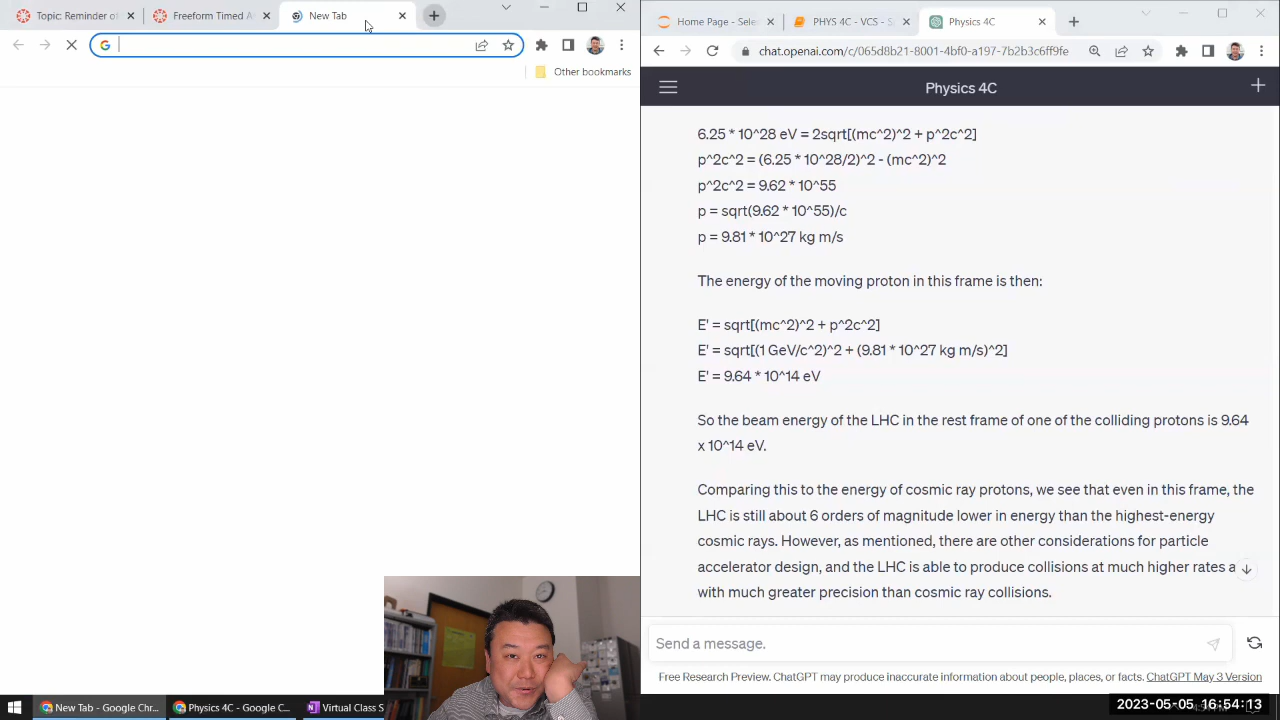 Topic: Reminder of
Freeform Timed A
New Tab
Other bookmarks
Home Page - Sele
PHYS 4C - VCS - S
Physics 4C
chat.openai.com/c/065d8b21-8001-4bf0-a197-7b2b3c6ff9fe
Physics 4C
6.25 * 10^28 eV = 2sqrt[(mc^2)^2 + p^2c^2]
p^2c^2 = (6.25 * 10^28/2)^2 - (mc^2)^2
p^2c^2 = 9.62 * 10^55
p = sqrt(9.62 * 10^55)/c
p = 9.81 * 10^27 kg m/s
The energy of the moving proton in this frame is then:
E' = sqrt[(mc^2)^2 + p^2c^2]
E' = sqrt[(1 GeV/c^2)^2 + (9.81 * 10^27 kg m/s)^2]
E' = 9.64 * 10^14 eV
So the beam energy of the LHC in the rest frame of one of the colliding protons is 9.64
x 10^14 eV.
Comparing this to the energy of cosmic ray protons, we see that even in this frame, the
LHC is still about 6 orders of magnitude lower in energy than the highest-energy
cosmic rays. However, as mentioned, there are other considerations for particle
accelerator design, and the LHC is able to produce collisions at much higher rates a
with much greater precision than cosmic ray collisions.
Send a message.
Free Research Preview. ChatGPT may produce inaccurate information about people, places, or facts. ChatGPT May 3 Version
New Tab - Google Chr...
Physics 4C - Google C...
Virtual Class S
2023-05-05 16:54:13